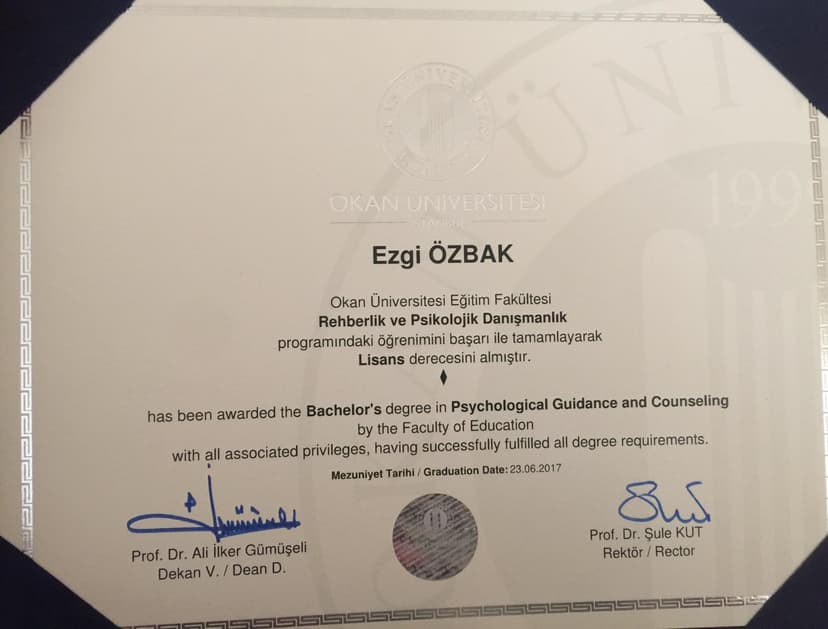 OKAN ÜNİVERSİTESİ
İSTANBUL
Ezgi ÖZBAK
Okan Üniversitesi Eğitim Fakültesi
Rehberlik ve Psikolojik Danışmanlık
programındaki öğrenimini başarı ile tamamlayarak
Lisans derecesini almıştır.
has been awarded the Bachelor's degree in Psychological Guidance and Counseling
by the Faculty of Education
with all associated privileges, having successfully fulfilled all degree requirements.
Mezuniyet Tarihi / Graduation Date: 23.06.2017
Prof. Dr. Ali İlker Gümüşeli
Dekan V. / Dean D.
Prof. Dr. Şule KUT
Rektör / Rector